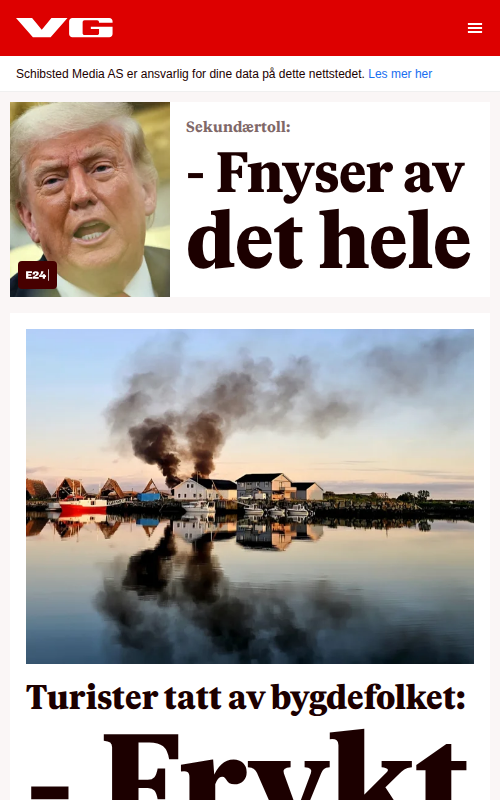 VG
Schibsted Media AS er ansvarlig for dine data på dette nettstedet. Les mer her
Sekundærtoll:
- Fnyser av
det hele
E24
Turister tatt av bygdefolket:
- Frykt